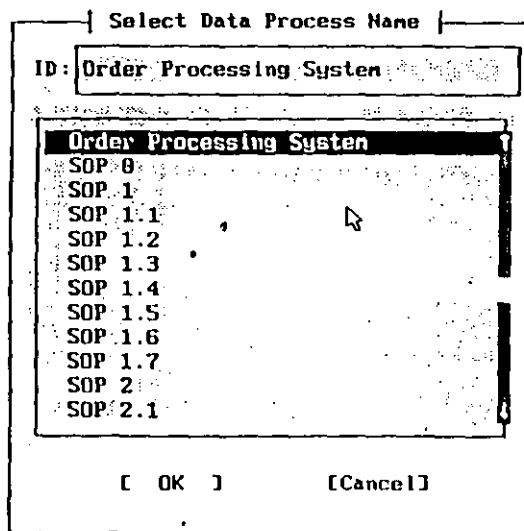 Select Data Process Name
ID: Order Processing System
Order Processing System
SOP 0
SOP 1
SOP 1.1
SOP 1.2
SOP 1.3
SOP 1.4
SOP 1.5
SOP 1.6
SOP 1.7
SOP 2
SOP 2.1
[ OK ] [Cancel]